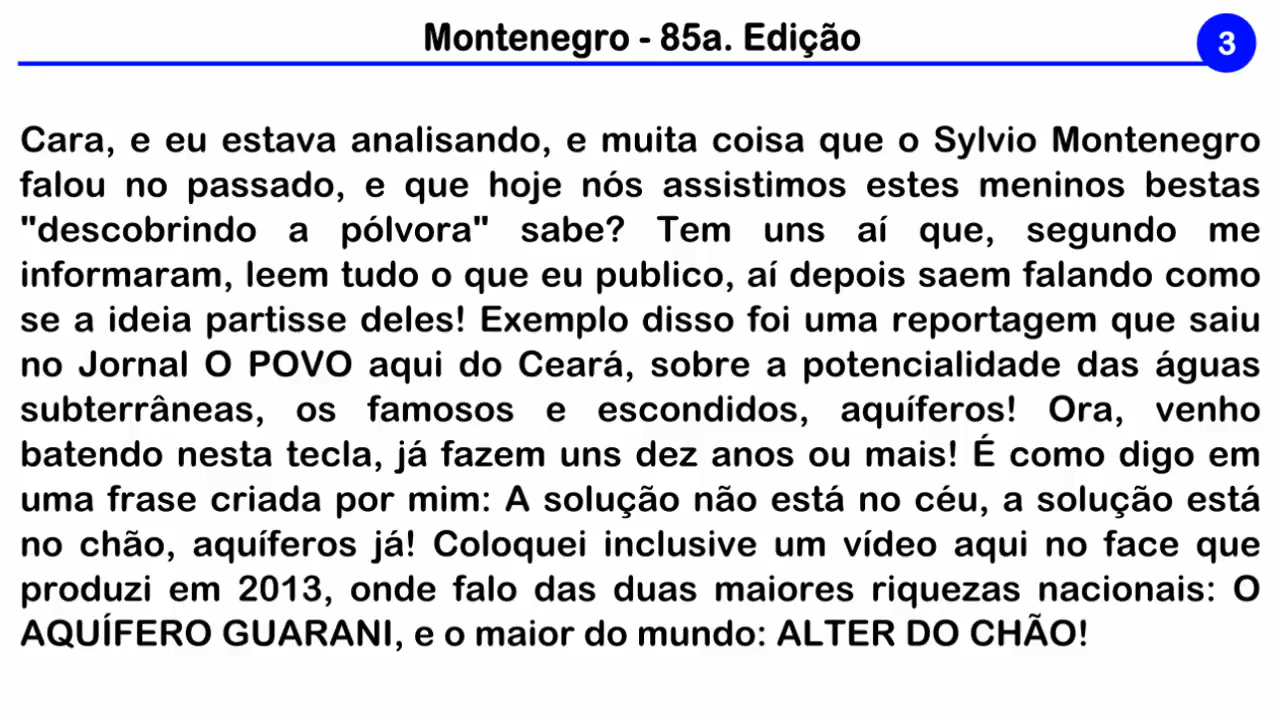 Montenegro - 85a. Edição
3
Cara, e eu estava analisando, e muita coisa que o Sylvio Montenegro
falou no passado, e que hoje nós assistimos estes meninos bestas
"descobrindo a pólvora" sabe? Tem uns aí que, segundo me
informaram, leem tudo o que eu publico, aí depois saem falando como
se a ideia partisse deles! Exemplo disso foi uma reportagem que saiu
no Jornal O POVO aqui do Ceará, sobre a potencialidade das águas
subterrâneas, os famosos e escondidos, aquíferos! Ora, venho
batendo nesta tecla, já fazem uns dez anos ou mais! É como digo em
uma frase criada por mim: A solução não está no céu, a solução está
no chão, aquíferos já! Coloquei inclusive um vídeo aqui no face que
produzi em 2013, onde falo das duas maiores riquezas nacionais: O
AQUÍFERO GUARANI, e o maior do mundo: ALTER DO CHÃO!